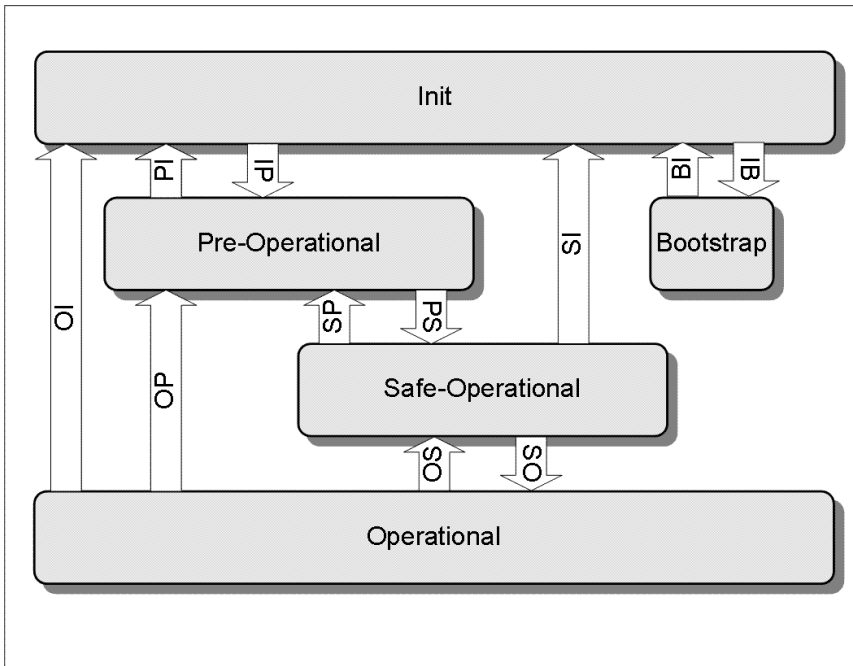 Init
PI
IP
BI
IB
Pre-Operational
Bootstrap
SI
OI
SP
PS
OP
Safe-Operational
OS
SO
Operational